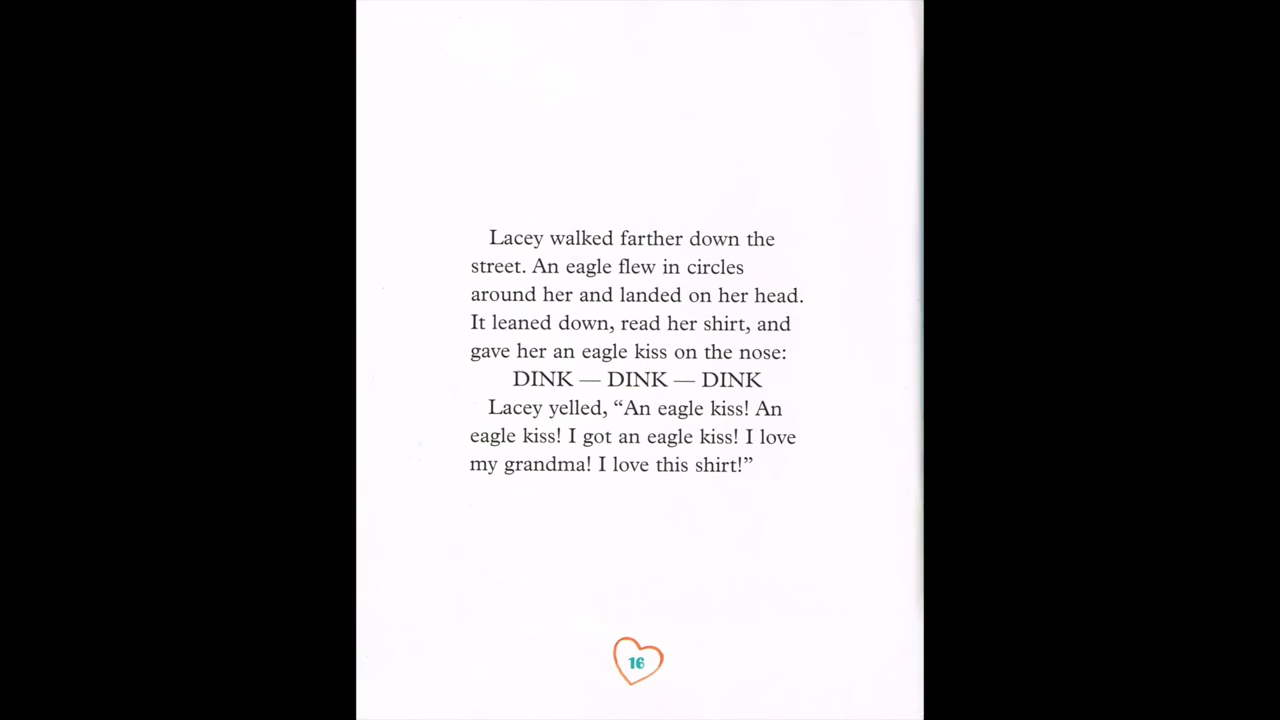 Lacey walked farther down the
street. An eagle flew in circles
around her and landed on her head.
It leaned down, read her shirt, and
gave her an eagle kiss on the nose:
DINK — DINK — DINK
Lacey yelled, “An eagle kiss! An
eagle kiss! I got an eagle kiss! I love
my grandma! I love this shirt!”
16